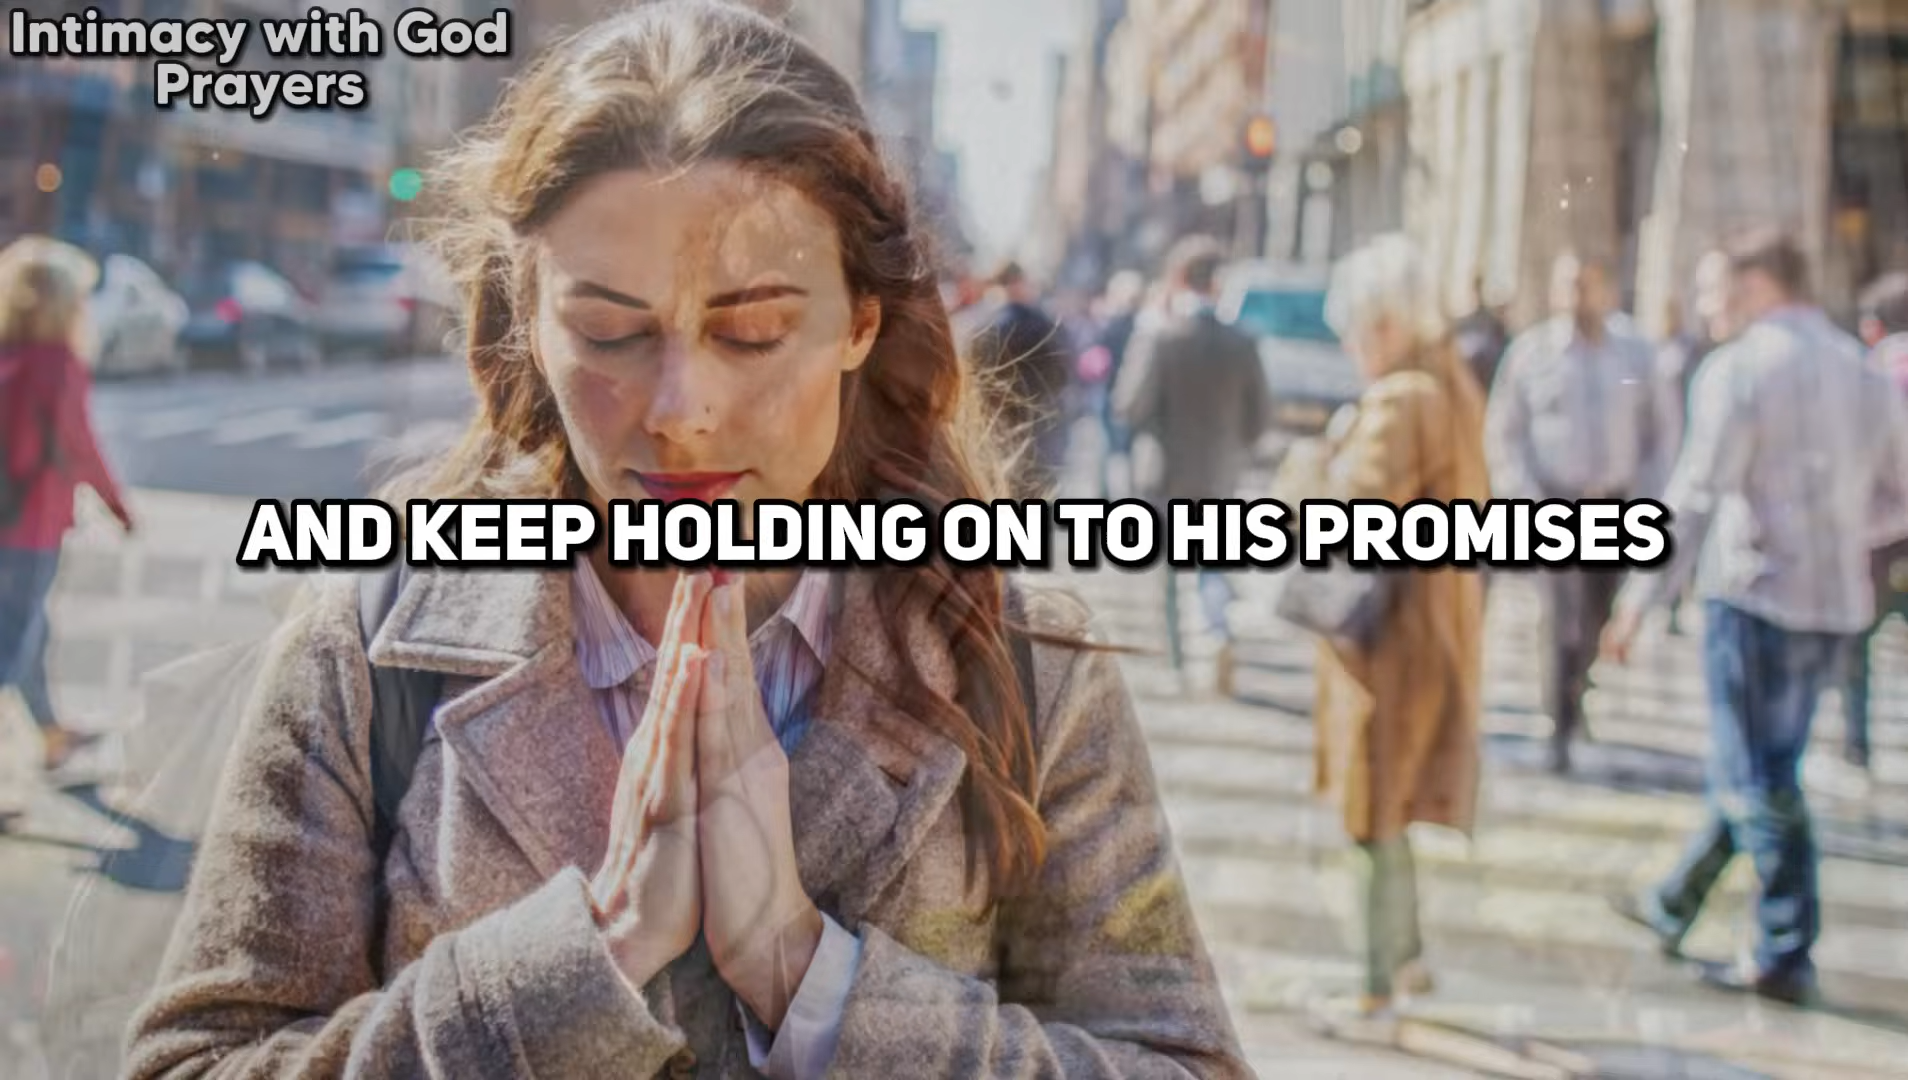 Intimacy with God
Prayers
AND KEEP HOLDING ON TO HIS PROMISES